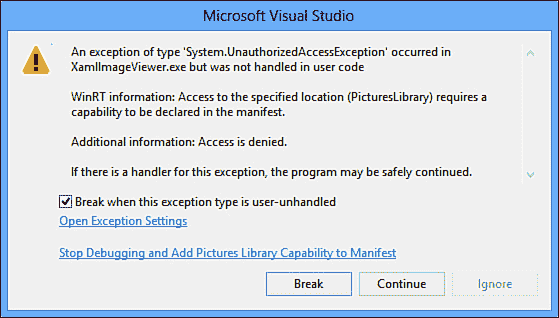 Microsoft Visual Studio
An exception of type 'System.UnauthorizedAccessException' occurred in
XamlImageViewer.exe but was not handled in user code
WinRT information: Access to the specified location (PicturesLibrary) requires a
capability to be declared in the manifest.
Additional information: Access is denied.
If there is a handler for this exception, the program may be safely continued.
Break when this exception type is user-unhandled
Open Exception Settings
Stop Debugging and Add Pictures Library Capability to Manifest
Break Continue Ignore